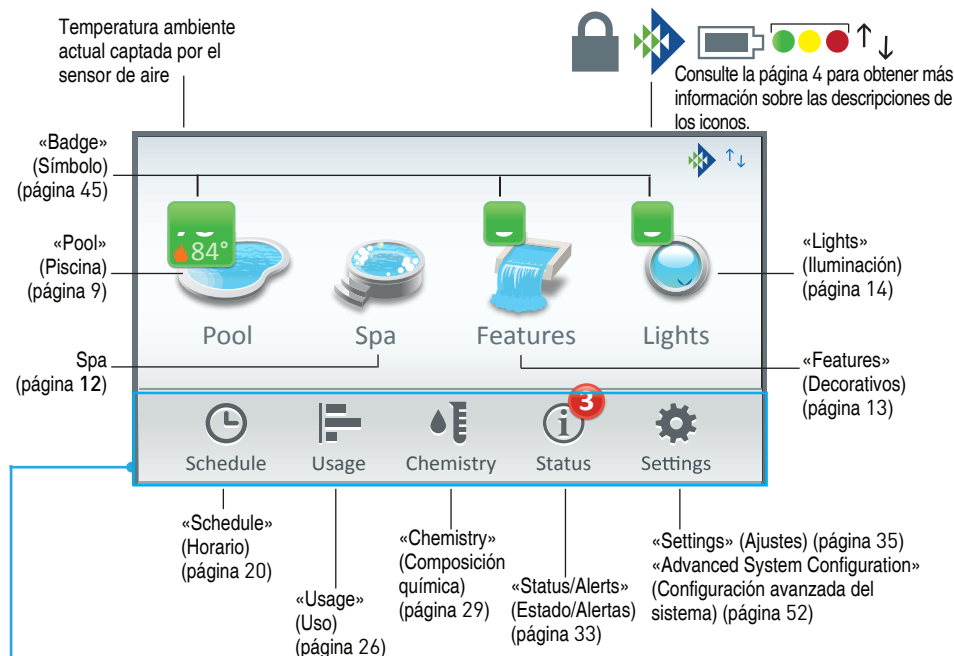 Temperatura ambiente
actual captada por el
sensor de aire
Consulte la página 4 para obtener más
información sobre las descripciones de
los iconos.
«Badge»
(Símbolo)
(página 45)
«Pool»
(Piscina)
(página 9)
84°
«Lights»
(Iluminación)
(página 14)
Pool
Spa
Features
Lights
Spa
(página 12)
«Features»
(Decorativos)
(página 13)
3
Schedule
Usage
Chemistry
Status
Settings
«Schedule»
(Horario)
(página 20)
«Usage»
(Uso)
(página 26)
«Chemistry»
(Composición
química)
(página 29)
«Status/Alerts»
(Estado/Alertas)
(página 33)
«Settings» (Ajustes) (página 35)
«Advanced System Configuration»
(Configuración avanzada del
sistema) (página 52)